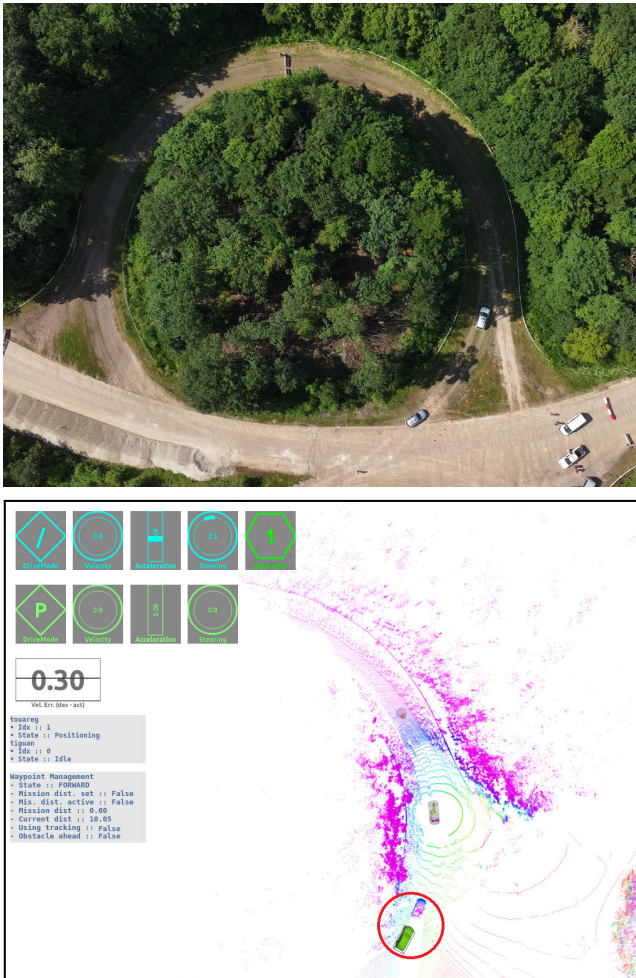 /
0.0
2.5
1
DriveMode
Velocity
Acceleration
Steering
P
0.0
0.00
0.0
DriveMode
Velocity
Acceleration
Steering
0.30
Vel. Err. (des - act)
touareg
• Idx :: 1
• State :: Positioning
tiguan
• Idx :: 0
• State :: Idle
Waypoint Management
- State :: FORWARD
- Mission dist. set :: False
- Mis. dist. active :: False
- Mission dist :: 0.00
- Current dist :: 10.05
- Using tracking :: False
- Obstacle ahead :: False